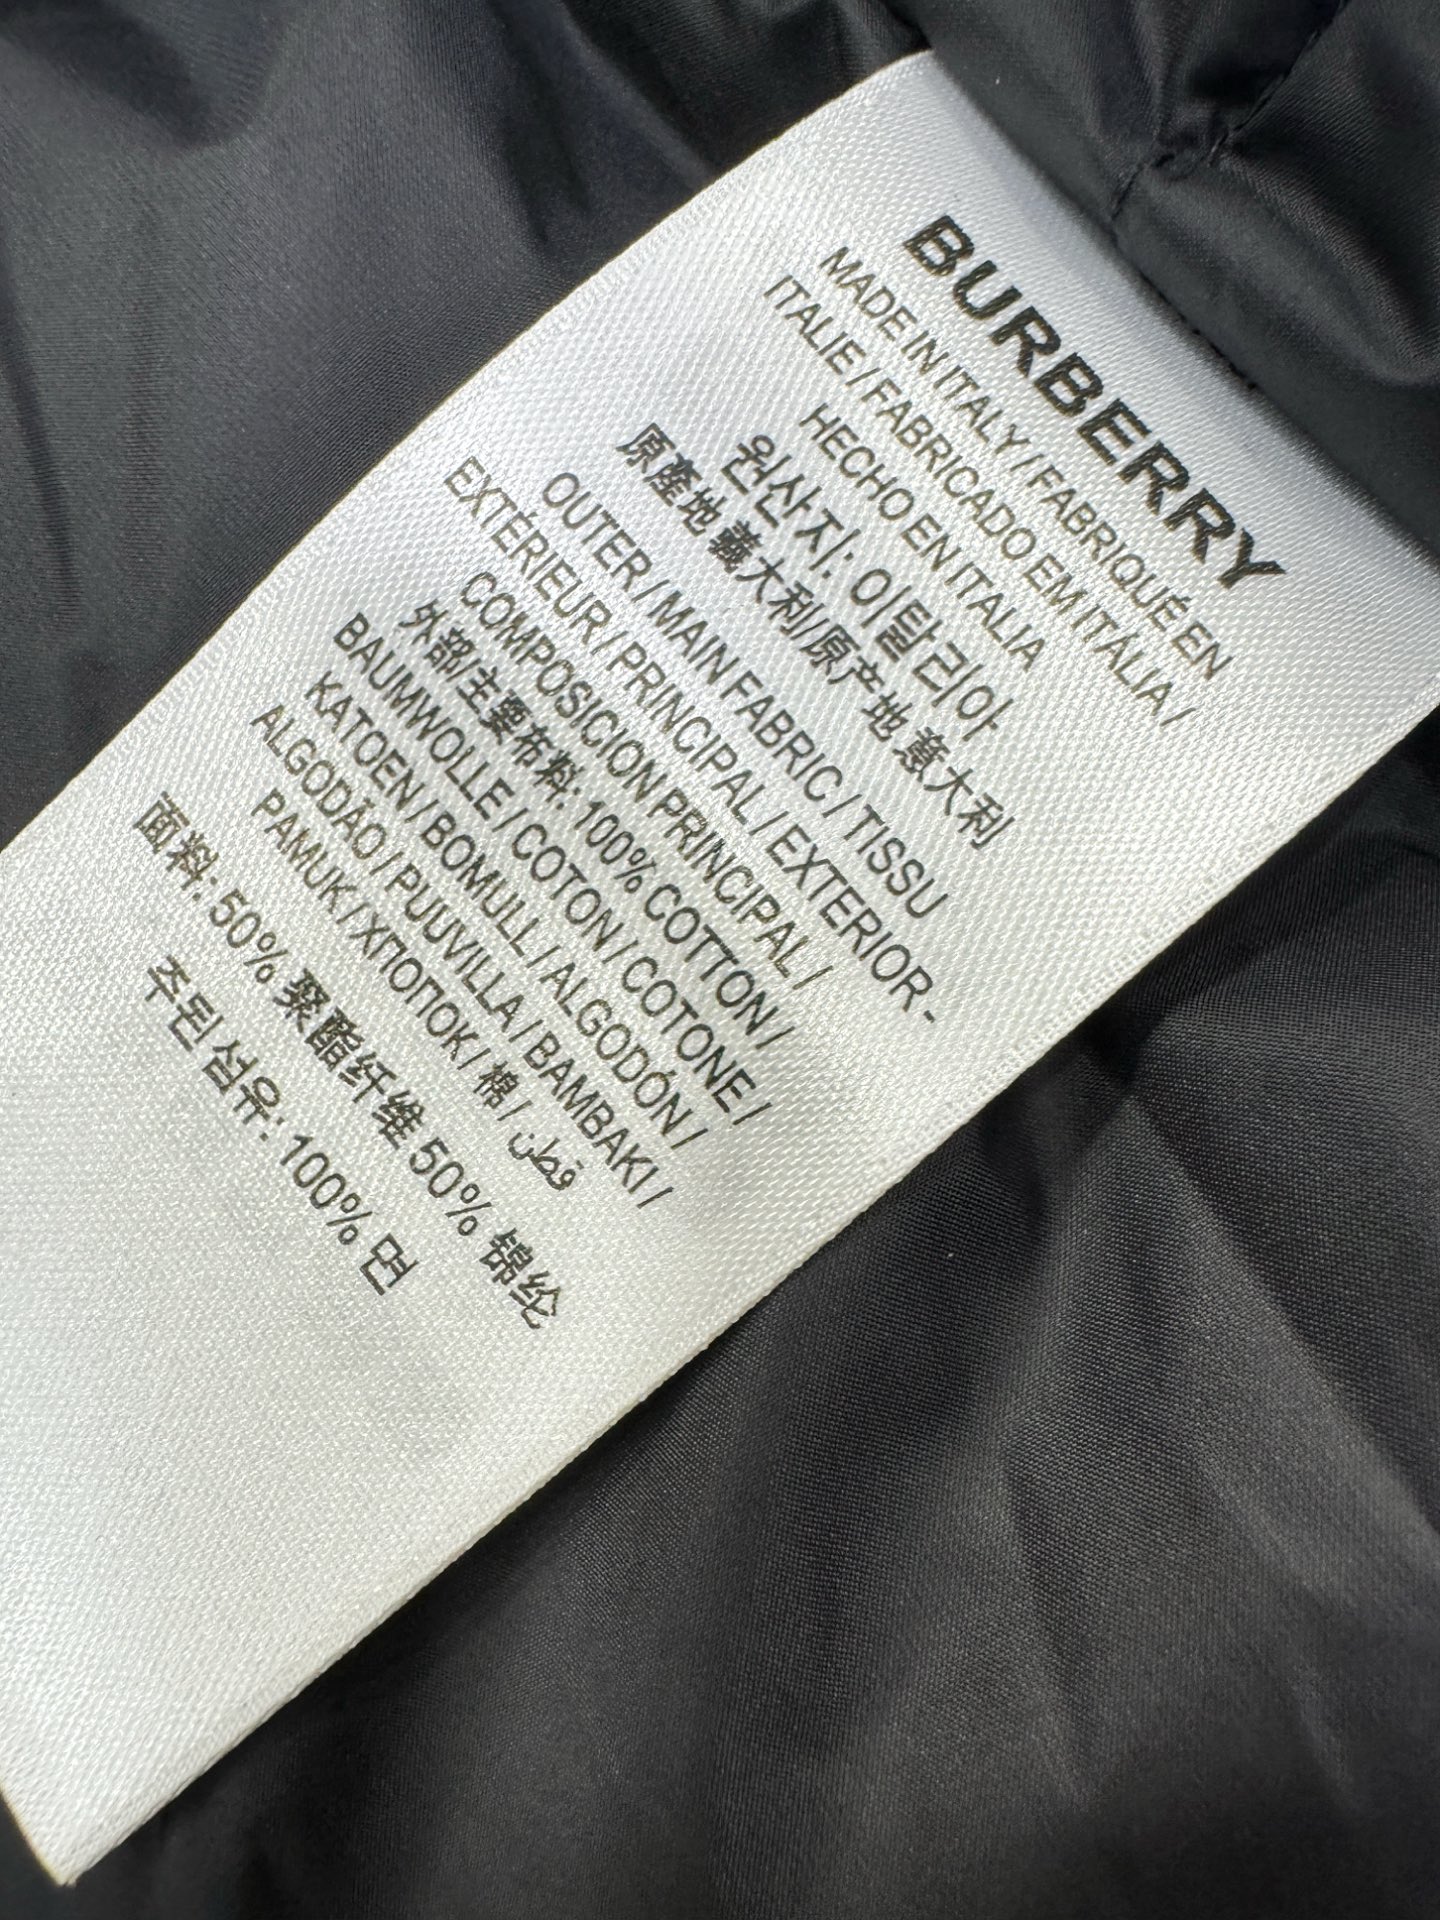 BURBERRY
MADE IN ITALY / FABRIQUÉ EN
ITALIE / FABRICADO EM ITÁLIA /
HECHO EN ITALIA
원산지: 이탈리아
原產地 義大利/原产地 意大利
OUTER / MAIN FABRIC / TISSU
EXTÉRIEUR / PRINCIPAL / EXTERIOR -
COMPOSICION PRINCIPAL /
外部/主要布料: 100% COTTON /
BAUMWOLLE / COTON / COTONE /
KATOEN / BOMULL / ALGODÓN /
ALGODÃO / PUUVILLA / BAMBAKI /
PAMUK / ХЛОПОК / 棉 / قطن
面料: 50% 聚酯纤维 50% 锦纶
주된섬유: 100% 면